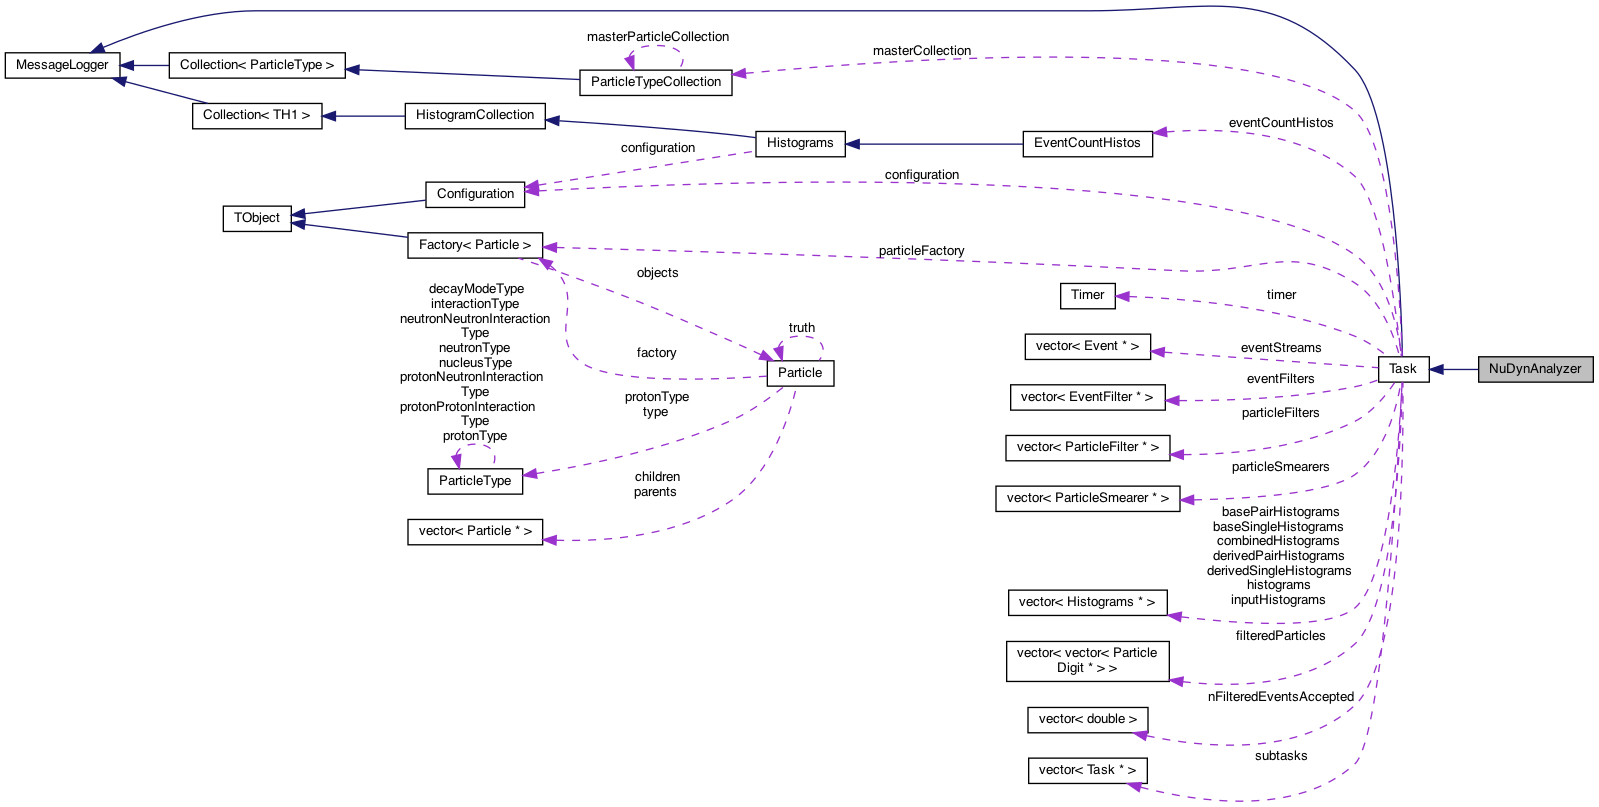 masterParticleCollection
masterCollection
MessageLogger
Collection< ParticleType >
ParticleTypeCollection
Collection< TH1 >
HistogramCollection
eventCountHistos
Histograms
EventCountHistos
configuration
configuration
Configuration
TObject
Factory< Particle >
particleFactory
objects
decayModeType
interactionType
neutronNeutronInteraction
Type
neutronType
nucleusType
protonNeutronInteraction
Type
protonProtonInteraction
Type
protonType
Timer
timer
truth
vector< Event * >
eventStreams
factory
Particle
Task
NuDynAnalyzer
eventFilters
protonType
type
vector< EventFilter * >
particleFilters
vector< ParticleFilter * >
particleSmearers
ParticleType
children
parents
vector< ParticleSmearer * >
vector< Particle * >
basePairHistograms
baseSingleHistograms
combinedHistograms
derivedPairHistograms
derivedSingleHistograms
histograms
inputHistograms
vector< Histograms * >
filteredParticles
vector< vector< Particle
Digit * > >
nFilteredEventsAccepted
vector< double >
subtasks
vector< Task * >